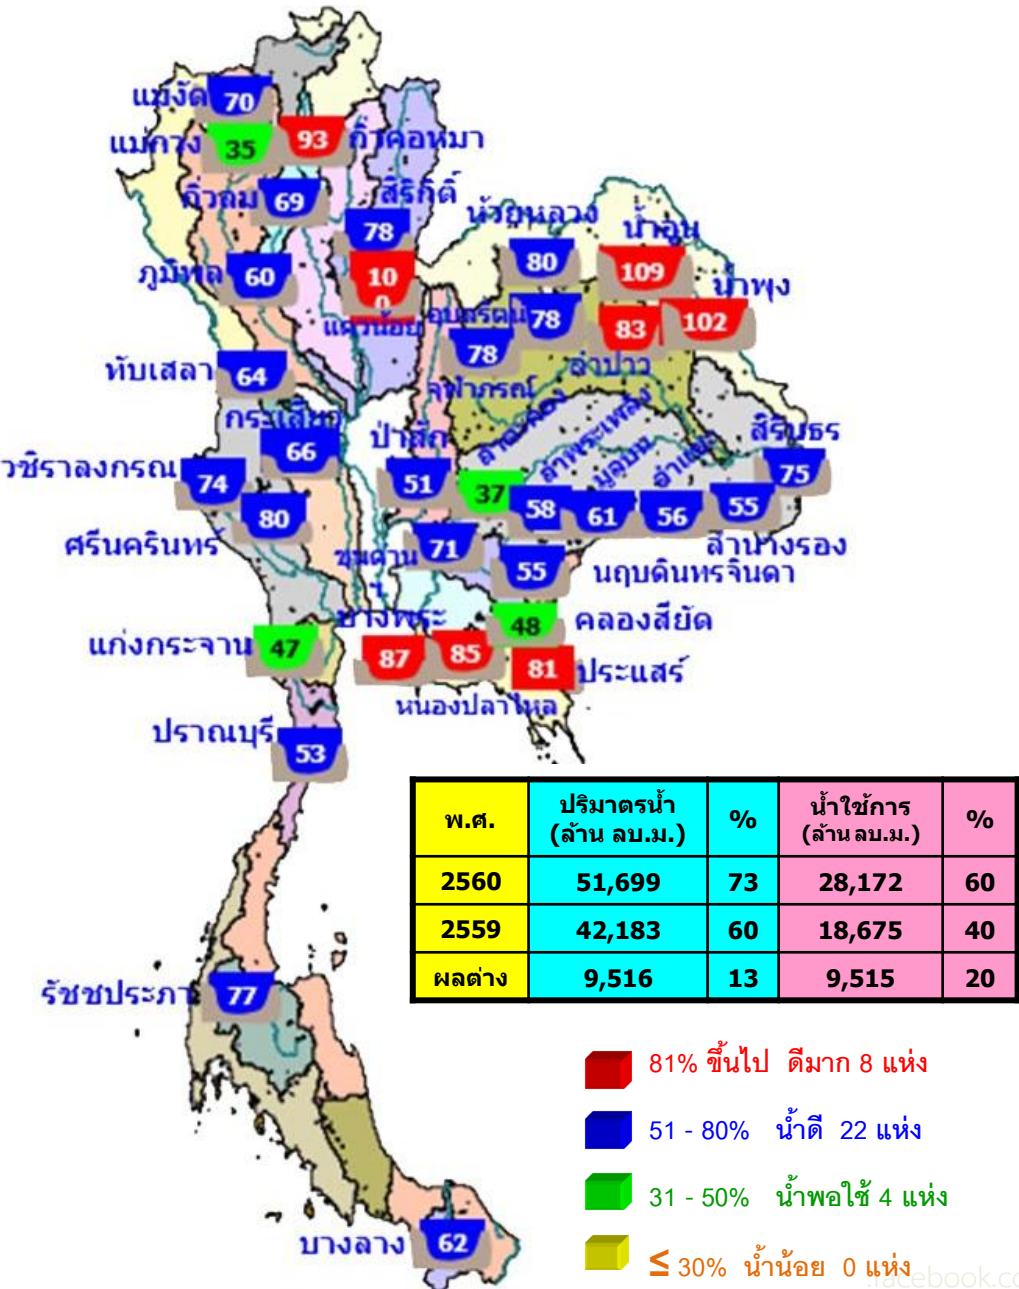 แม่งัด 70
แม่กวง 35 93 กิ่วคอหมา
กิ่วลม 69 สิริกิติ์
78 ห้วยหลวง น้ำอูน
ภูมิพล 60 100 80 109 น้ำพุง
แควน้อย อุบลรัตน์ 78 83 102
ทับเสลา 64 78 ลำปาว
จุฬาภรณ์
กระเสียว ป่าสัก ลำตะคอง ลำพระเพลิง มูลบน ลำแซะ สิรินธร
วชิราลงกรณ 74 66 51 37 58 61 56 55 75
ศรีนครินทร์ 80 ขุนด่าน ฯ 71 55 ลำนางรอง
นฤบดินทรจินดา
บางพระ 48 คลองสียัด
แก่งกระจาน 47 87 85 81 ประแสร์
หนองปลาไหล
ปราณบุรี 53
พ.ศ. ปริมาตรน้ำ (ล้าน ลบ.ม.) % น้ำใช้การ (ล้าน ลบ.ม.) %
2560 51,699 73 28,172 60
2559 42,183 60 18,675 40
ผลต่าง 9,516 13 9,515 20
รัชชประภา 77
81% ขึ้นไป ดีมาก 8 แห่ง
51 - 80% น้ำดี 22 แห่ง
31 - 50% น้ำพอใช้ 4 แห่ง
บางลาง 62
≤ 30% น้ำน้อย 0 แห่ง
facebook.co